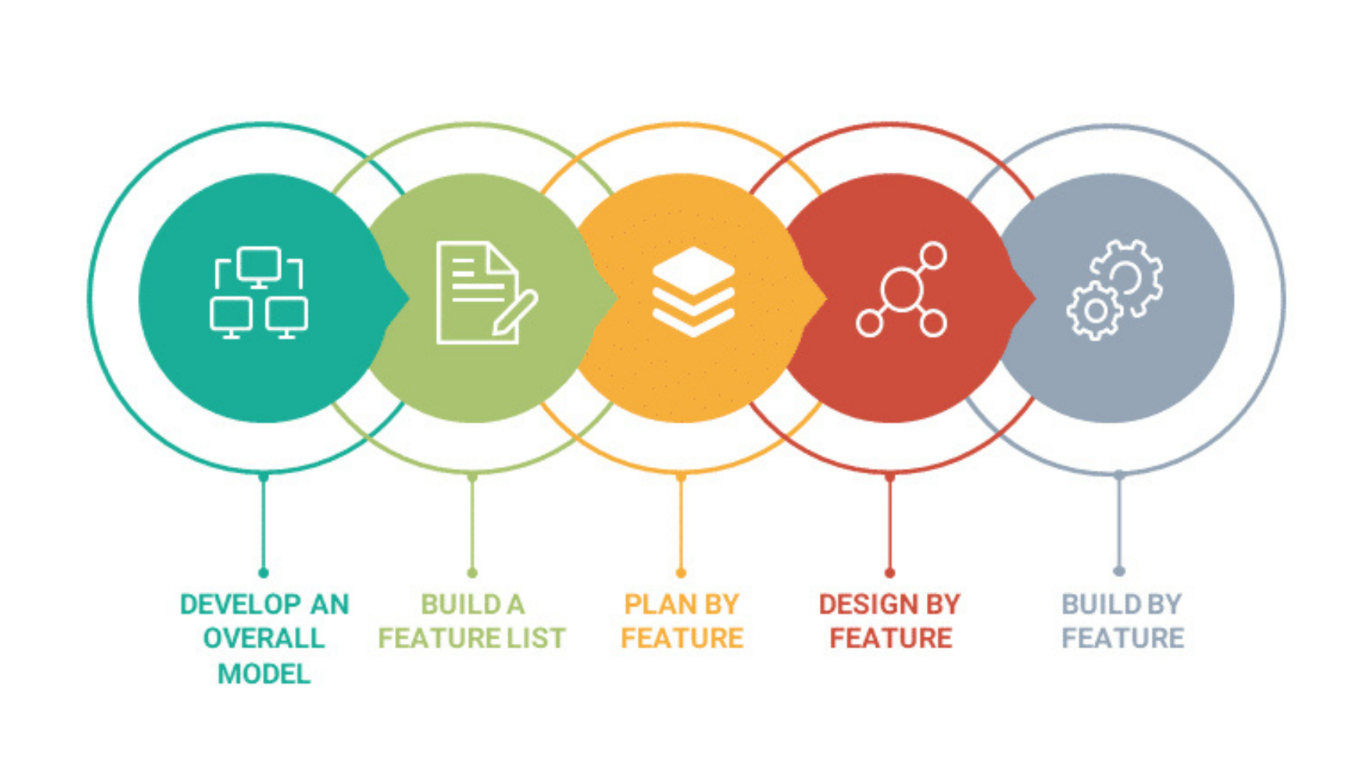 DEVELOP AN
OVERALL
MODEL
BUILD A
FEATURE LIST
PLAN BY
FEATURE
DESIGN BY
FEATURE
BUILD BY
FEATURE